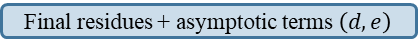 Final residues + asymptotic terms (d, e)